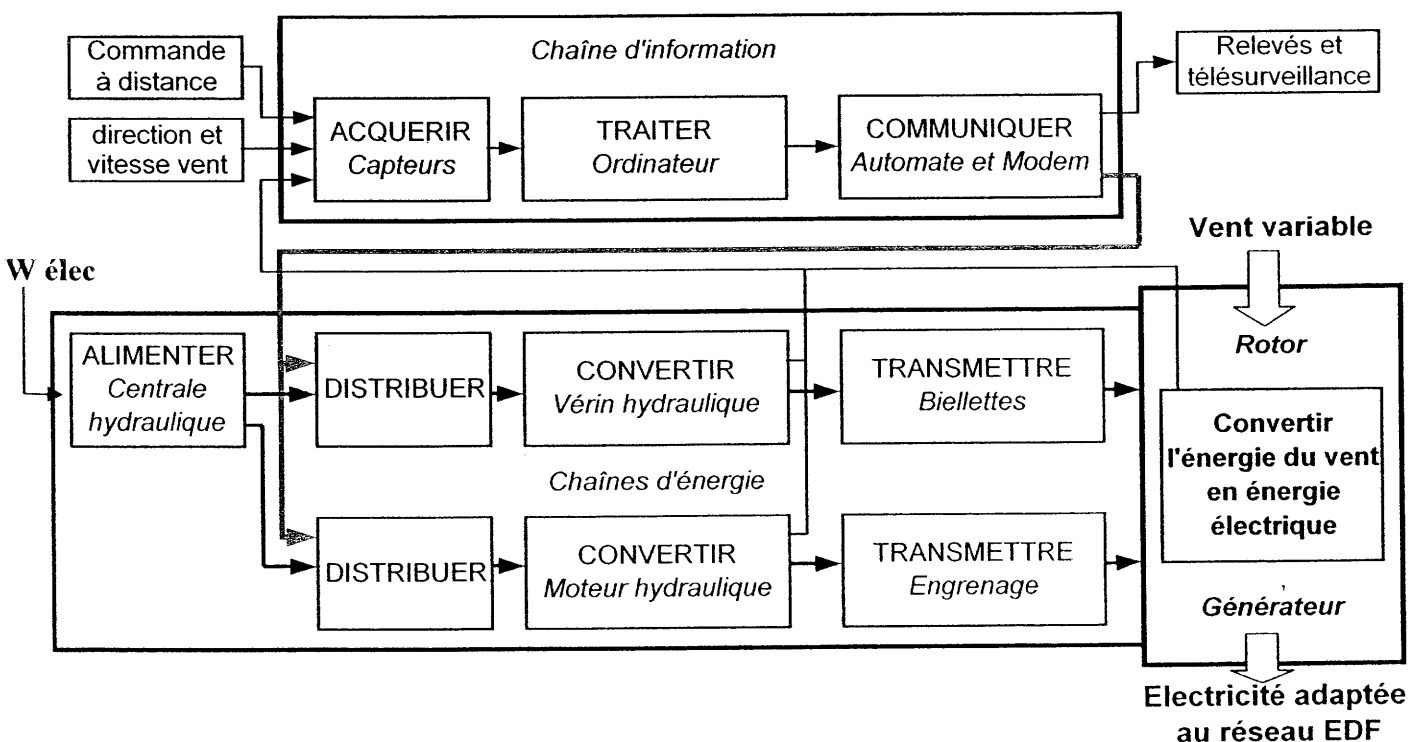 Commande
à distance
Chaîne d'information
Relevés et
télésurveillance
direction et
vitesse vent
ACQUERIR
Capteurs
TRAITER
Ordinateur
COMMUNIQUER
Automate et Modem
Vent variable
W élec
ALIMENTER
Centrale
hydraulique
DISTRIBUER
CONVERTIR
Vérin hydraulique
TRANSMETTRE
Biellettes
Rotor
Convertir
l'énergie du vent
en énergie
électrique
Chaînes d'énergie
DISTRIBUER
CONVERTIR
Moteur hydraulique
TRANSMETTRE
Engrenage
Générateur
Electricité adaptée
au réseau EDF